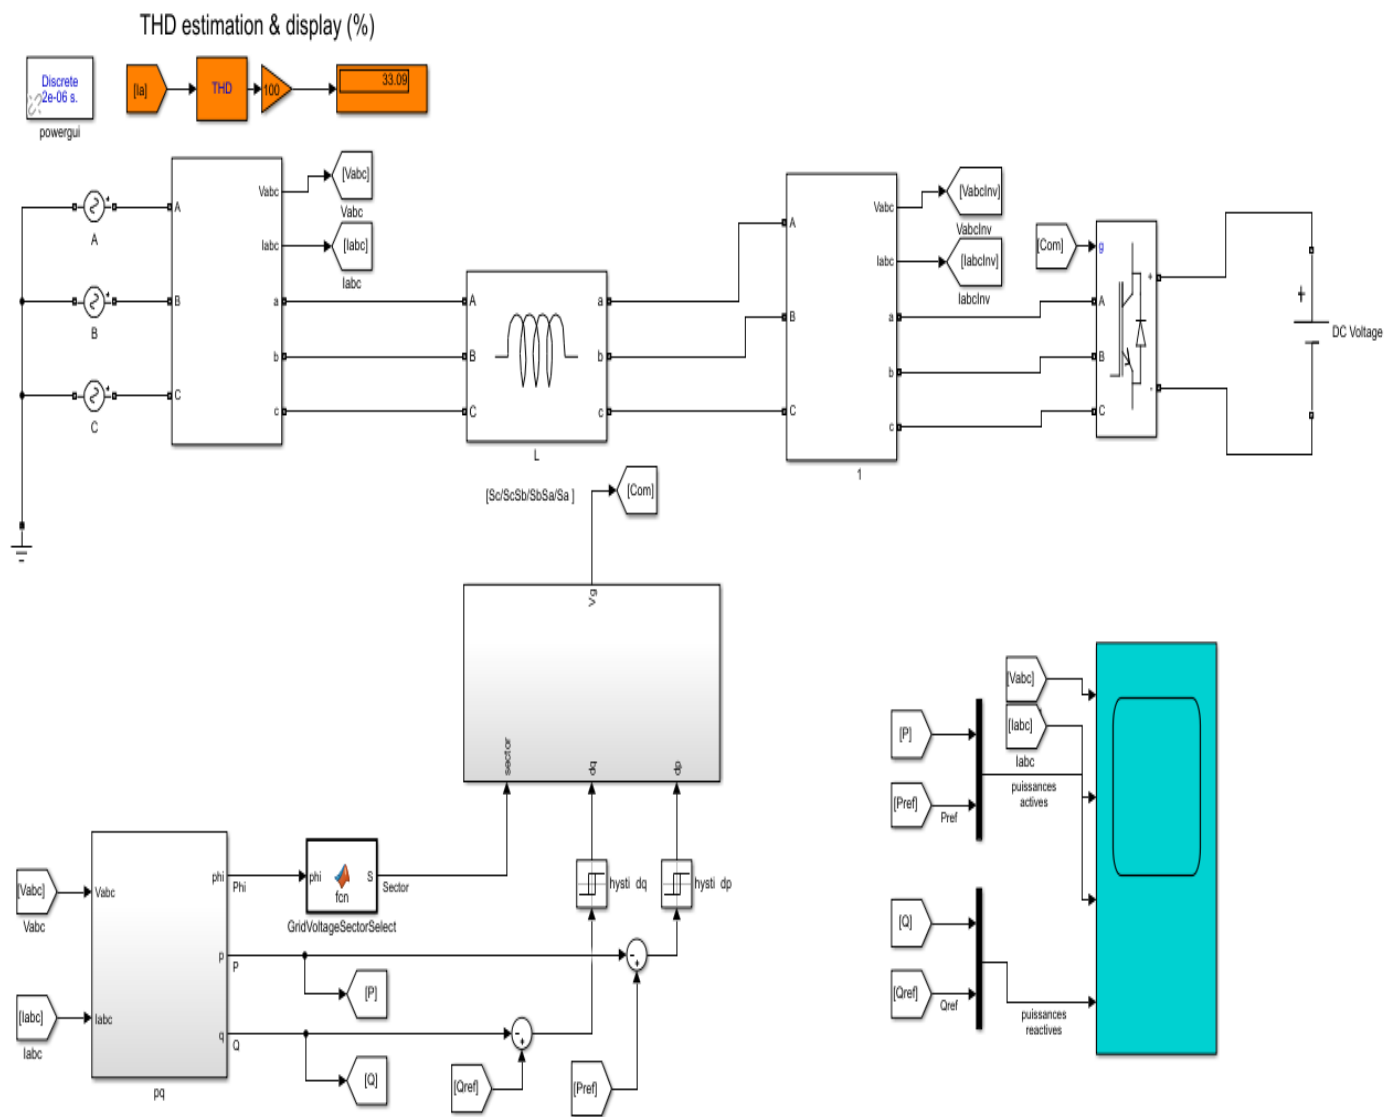 THD estimation & display (%)
Discrete
2e-06 s.
powergui
[Ia]
THD
100
33.09
A
B
C
A
B
C
Vabc
Iabc
a
b
c
[Vabc]
Vabc
[Iabc]
Iabc
A
B
C
a
b
c
L
A
B
C
Vabc
Iabc
a
b
c
1
[VabcInv]
VabcInv
[IabcInv]
IabcInv
[Com]
g
A
B
C
+
-
+
DC Voltage
[Sc/ScSb/SbSa/Sa ]
[Com]
Vg
sector
dq
dp
[Vabc]
Vabc
[Iabc]
Iabc
Vabc
Iabc
phi
p
q
pq
Phi
P
Q
phi
S
fcn
GridVoltageSectorSelect
Sector
hysti dq
hysti dp
[P]
[Q]
[Qref]
[Pref]
[P]
[Pref]
Pref
[Vabc]
[Iabc]
Iabc
puissances
actives
[Q]
[Qref]
Qref
puissances
reactives